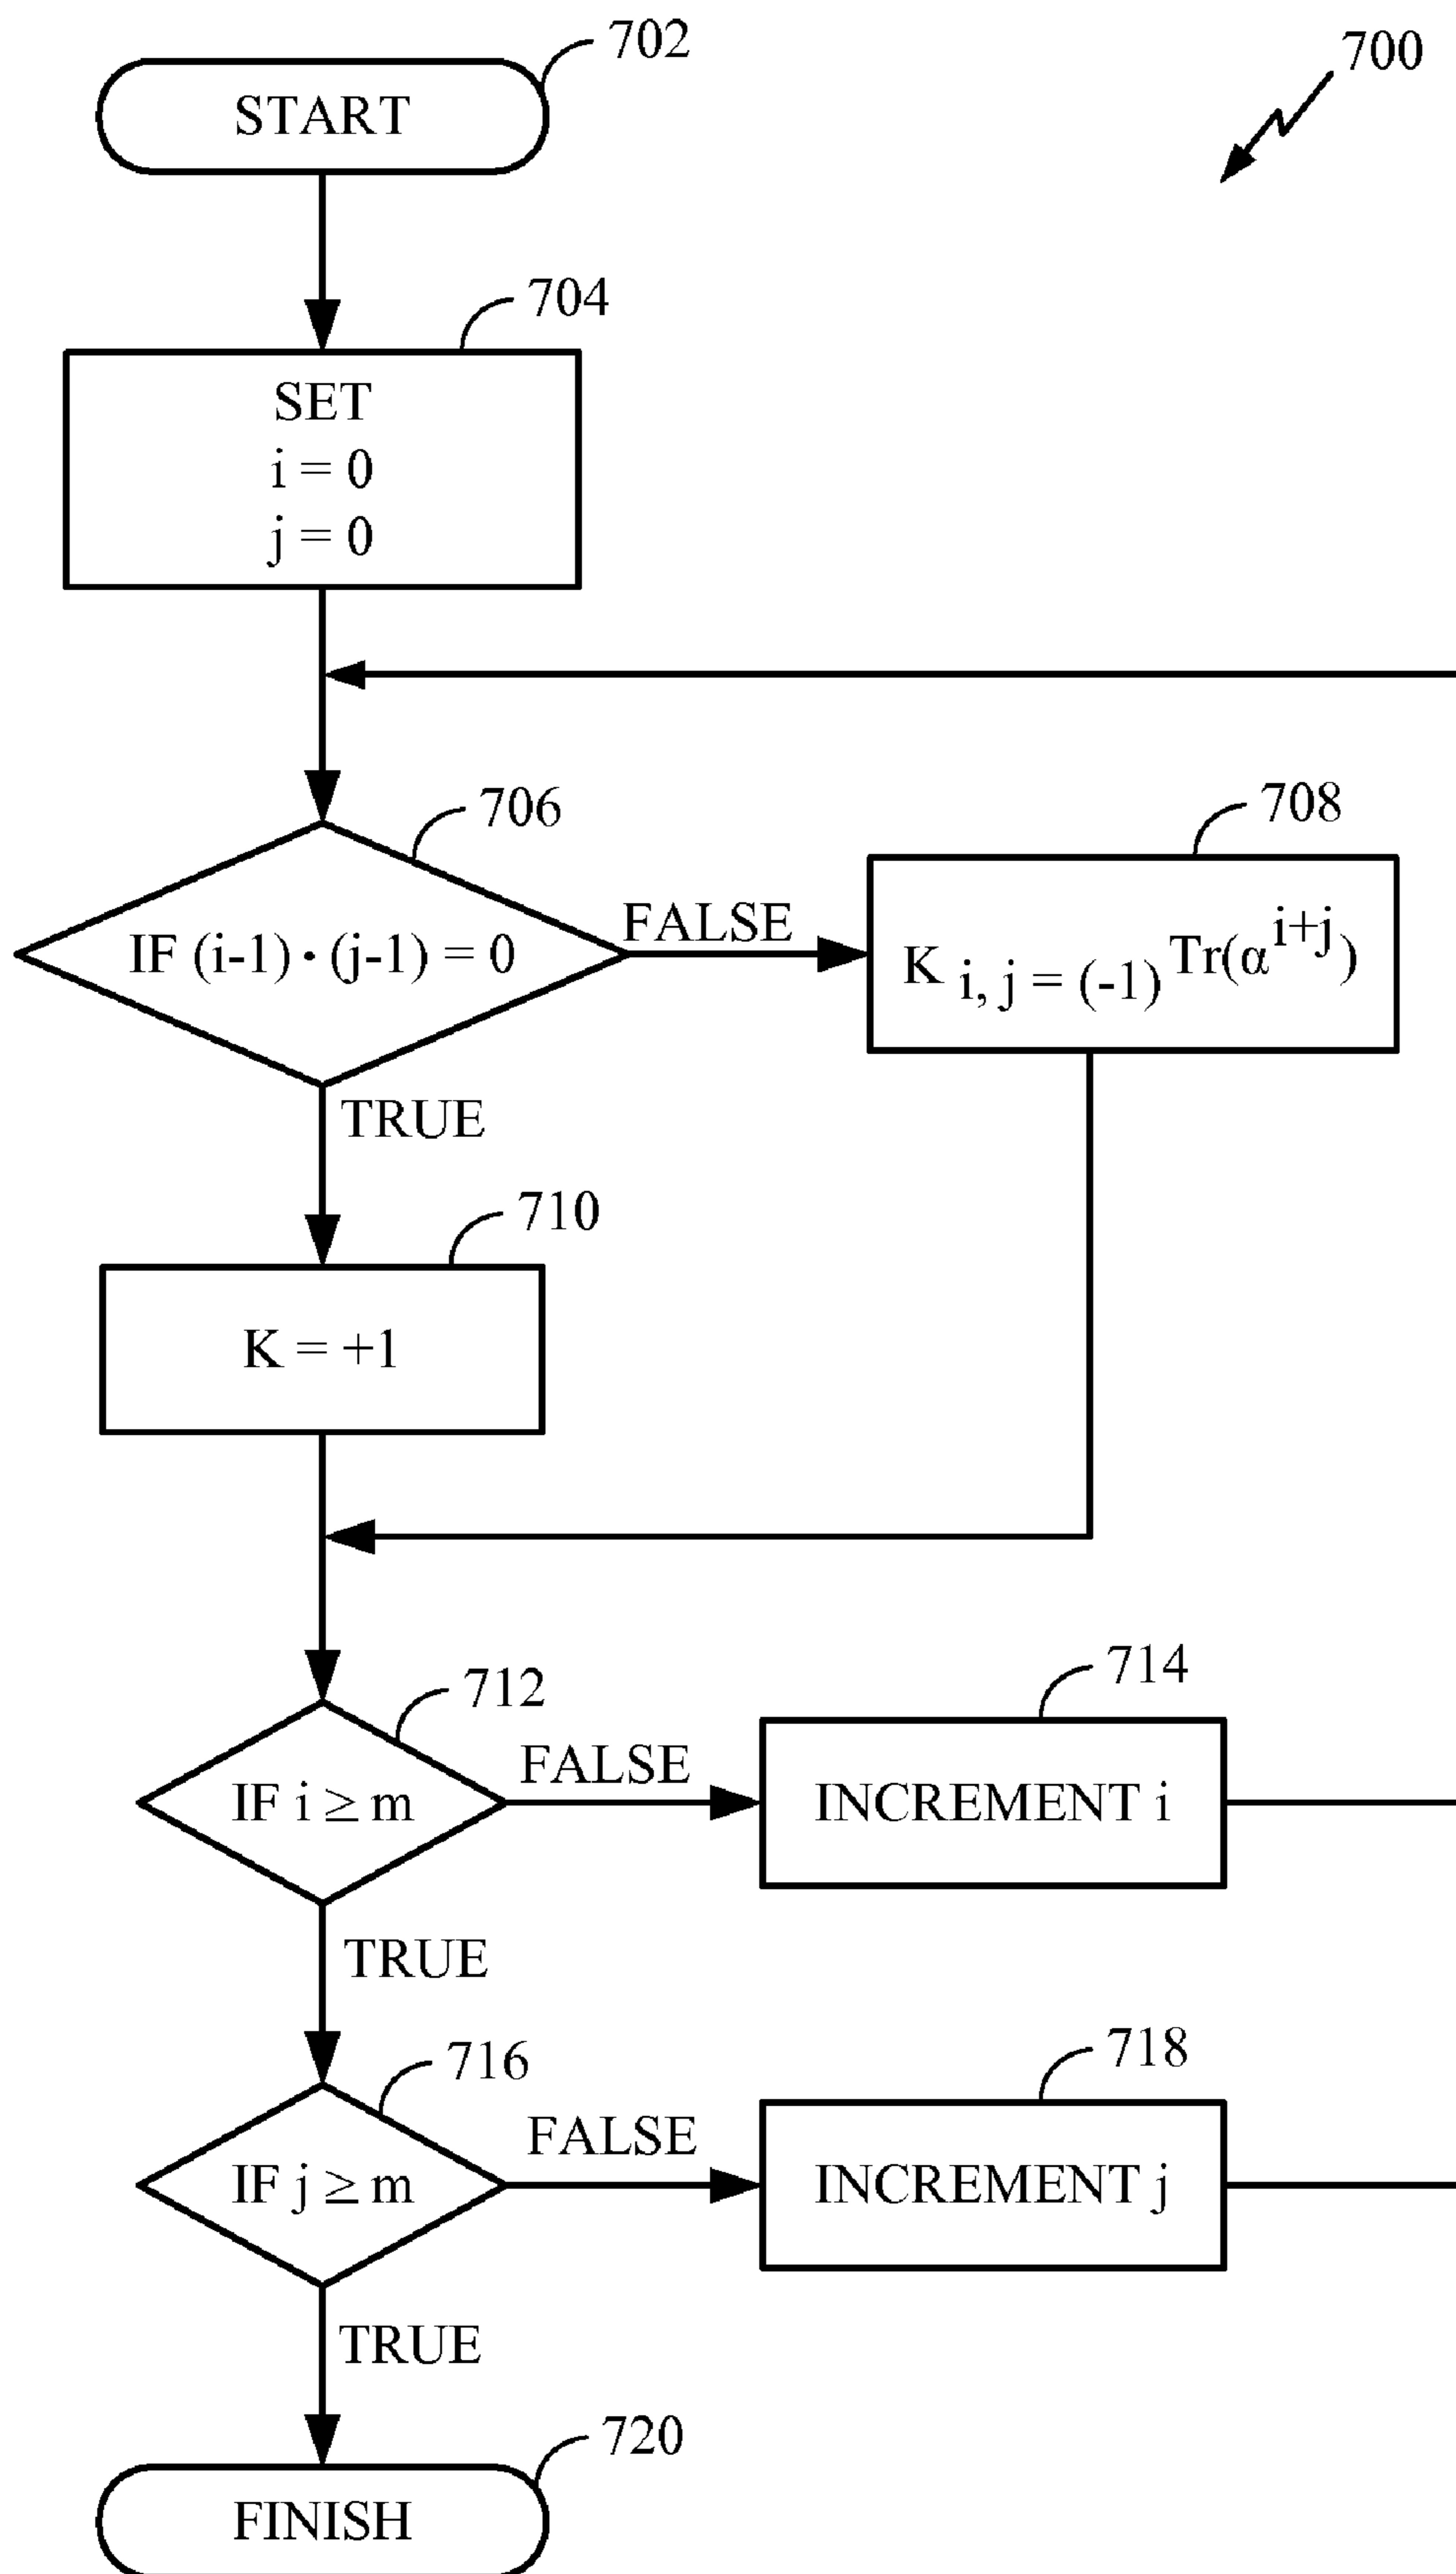 702
700
START
704
SET
i = 0
j = 0
706
708
IF (i-1) · (j-1) = 0
FALSE
K i, j = (-1) Tr(α i+j)
TRUE
710
K = +1
712
714
IF i ≥ m
FALSE
INCREMENT i
TRUE
716
718
IF j ≥ m
FALSE
INCREMENT j
TRUE
720
FINISH